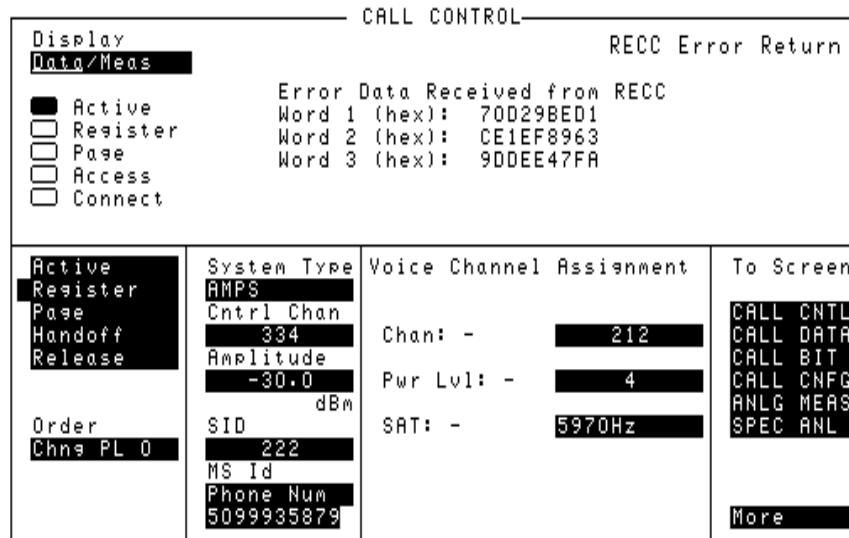 CALL CONTROL
Display
Data/Meas
RECC Error Return
Error Data Received from RECC
Word 1 (hex): 70D29BED1
Word 2 (hex): CE1EF8963
Word 3 (hex): 9DDEE47FA
Active
Register
Page
Access
Connect
Active
Register
Page
Handoff
Release
Order
Chng PL 0
System Type
AMPS
Cntrl Chan
334
Amplitude
-30.0
dBm
SID
222
MS Id
Phone Num
5099935879
Voice Channel Assignment
Chan: - 212
Pwr Lvl: - 4
SAT: - 5970Hz
To Screen
CALL CNTL
CALL DATA
CALL BIT
CALL CNFG
ANLG MEAS
SPEC ANL
More